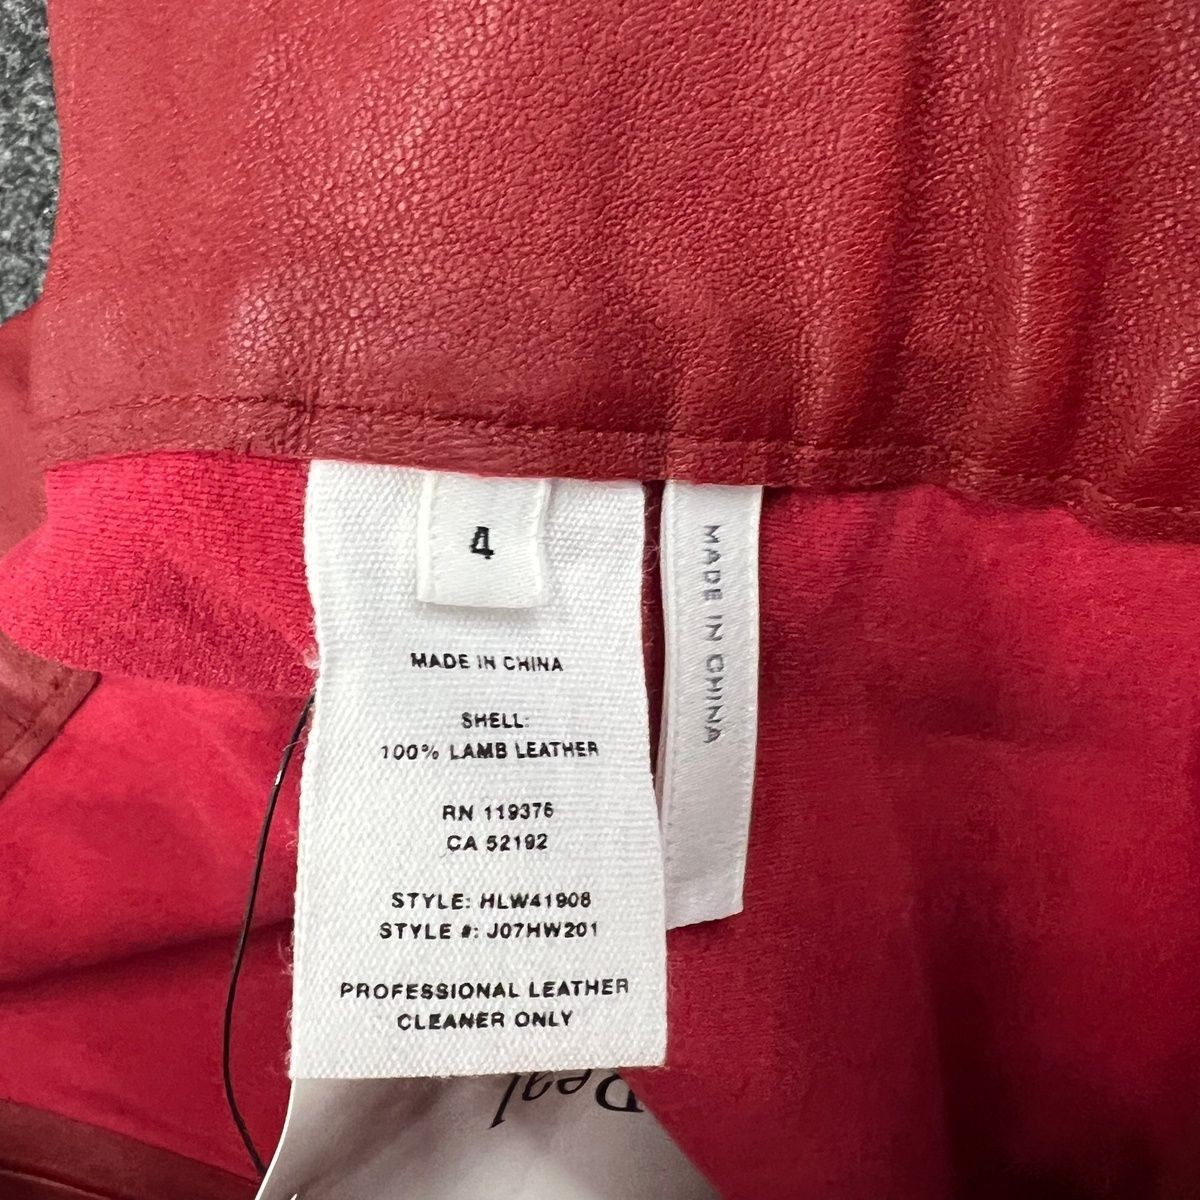 4
MADE IN CHINA
SHELL:
100% LAMB LEATHER
RN 119376
CA 52192
STYLE: HLW41908
STYLE #: J07HW201
PROFESSIONAL LEATHER
CLEANER ONLY
MADE IN CHINA
Real